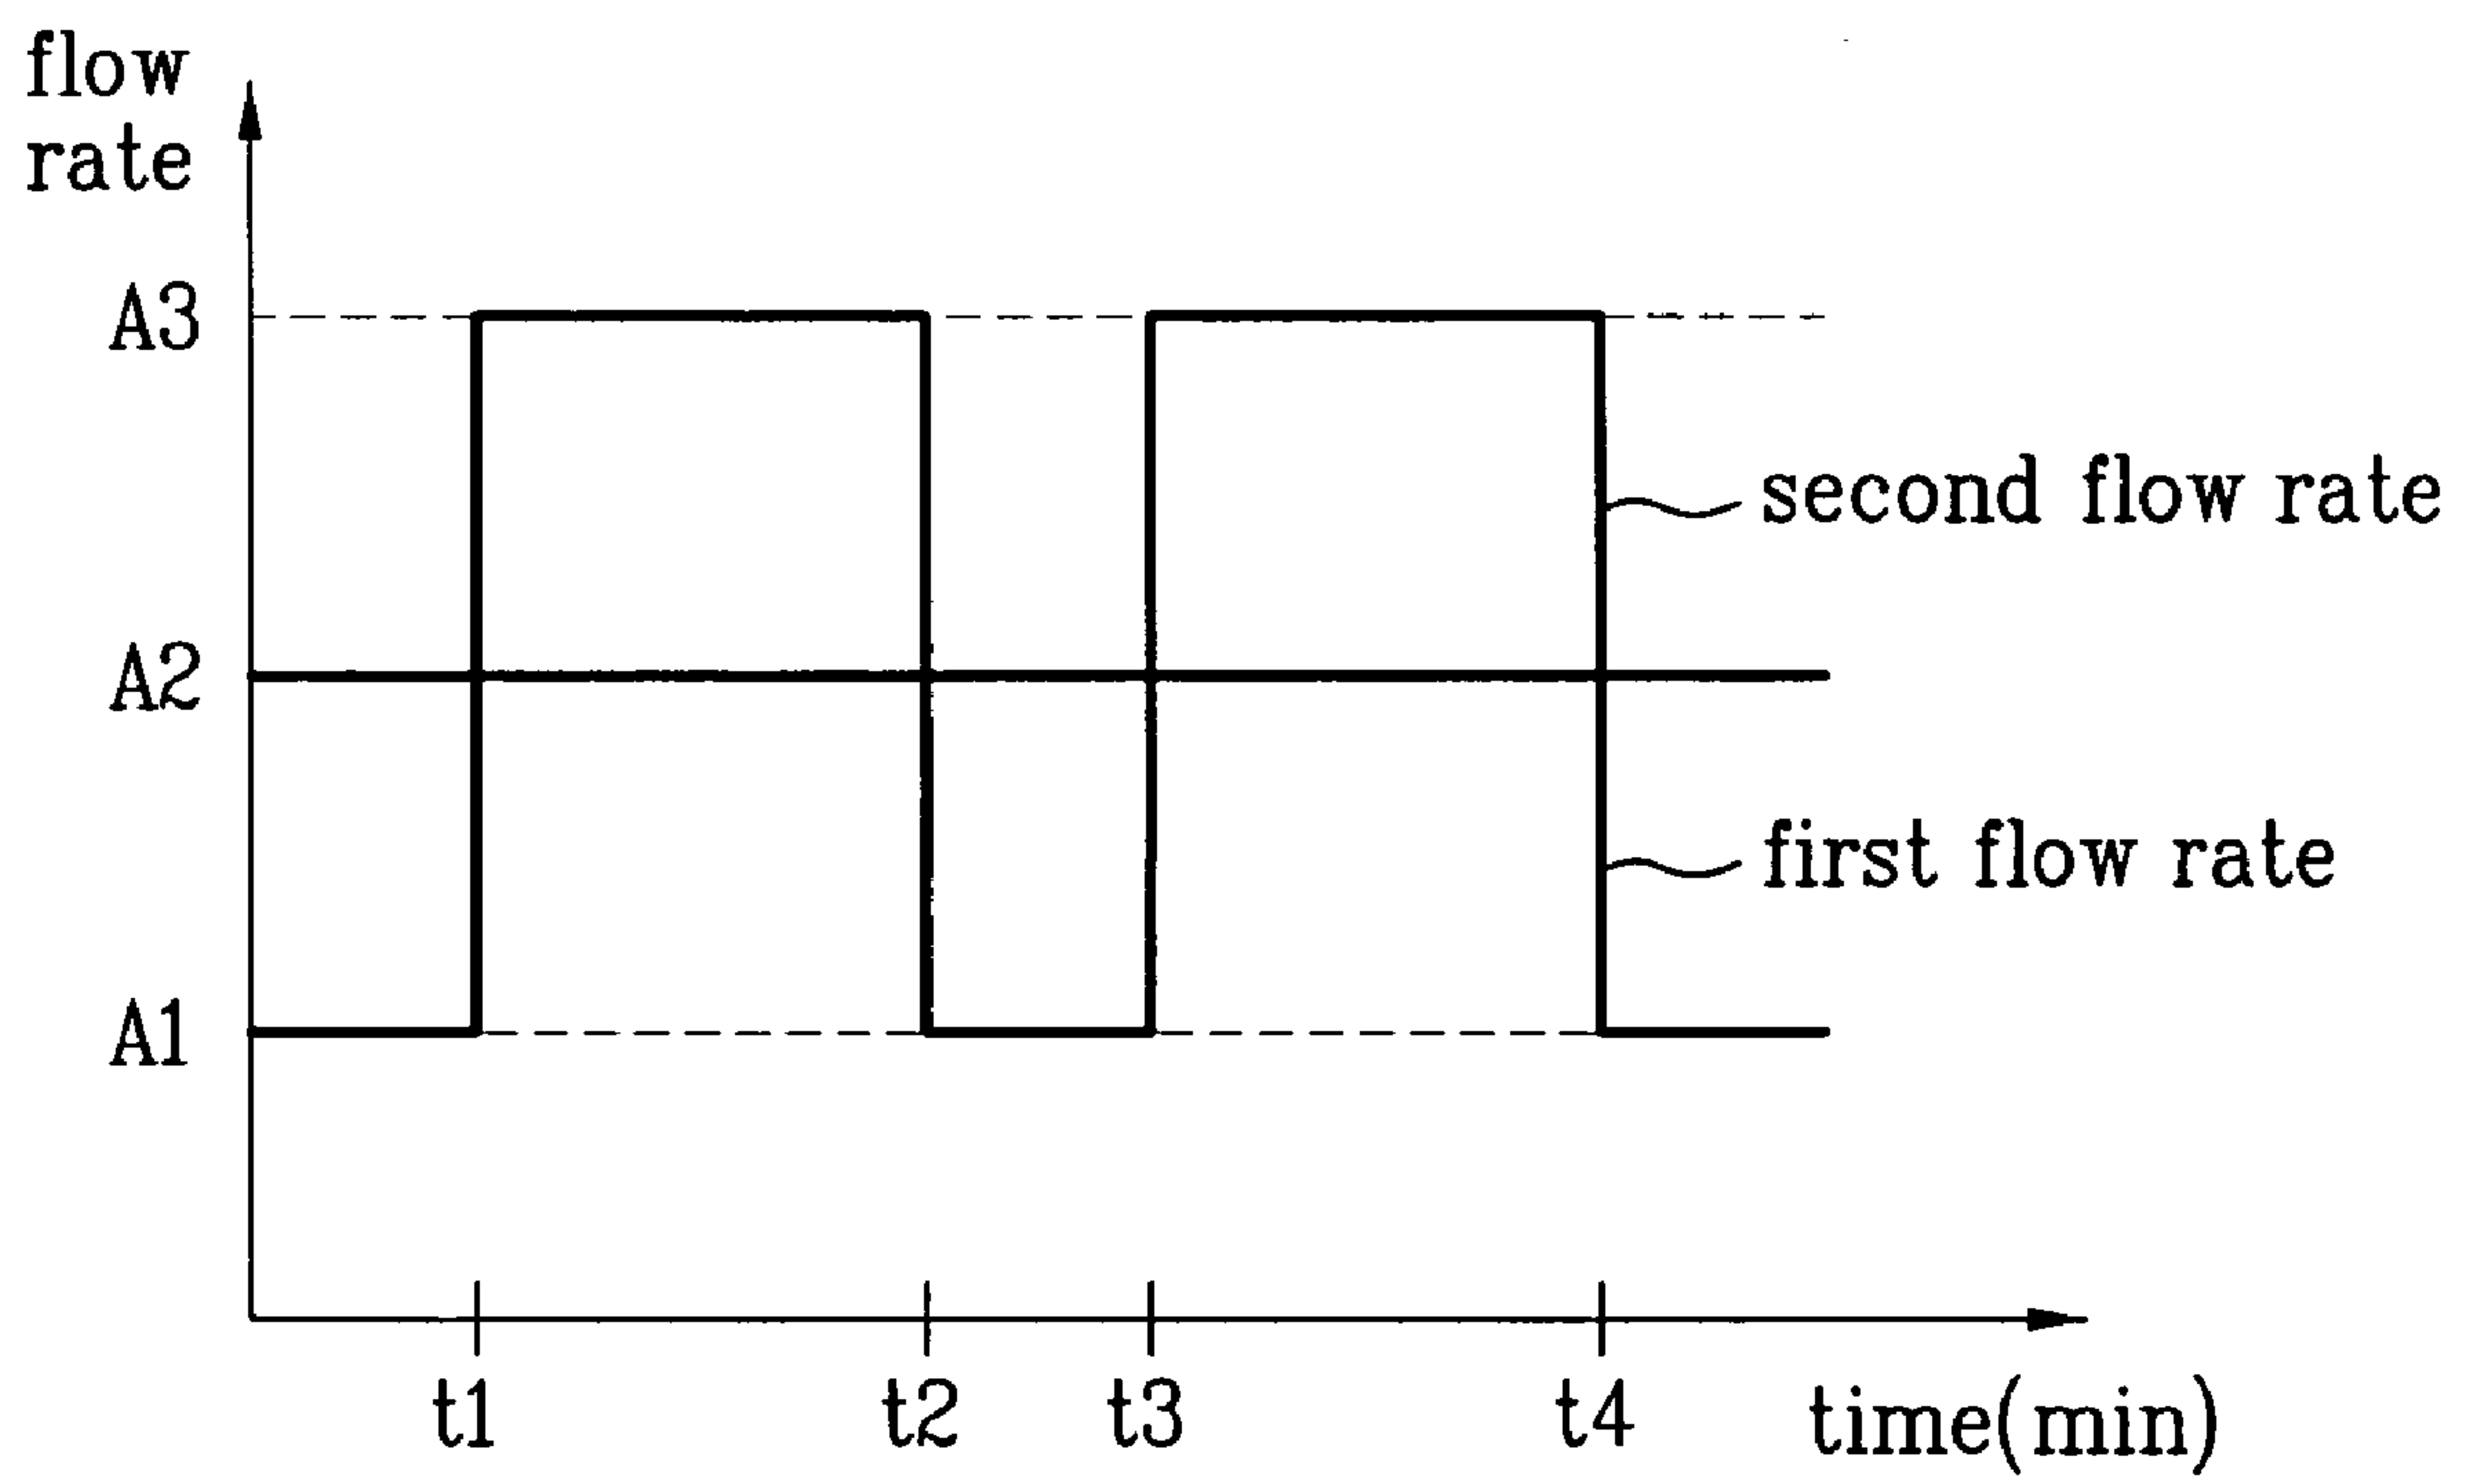 flow
rate
A3
second flow rate
A2
first flow rate
A1
t1 t2 t3 t4 time(min)